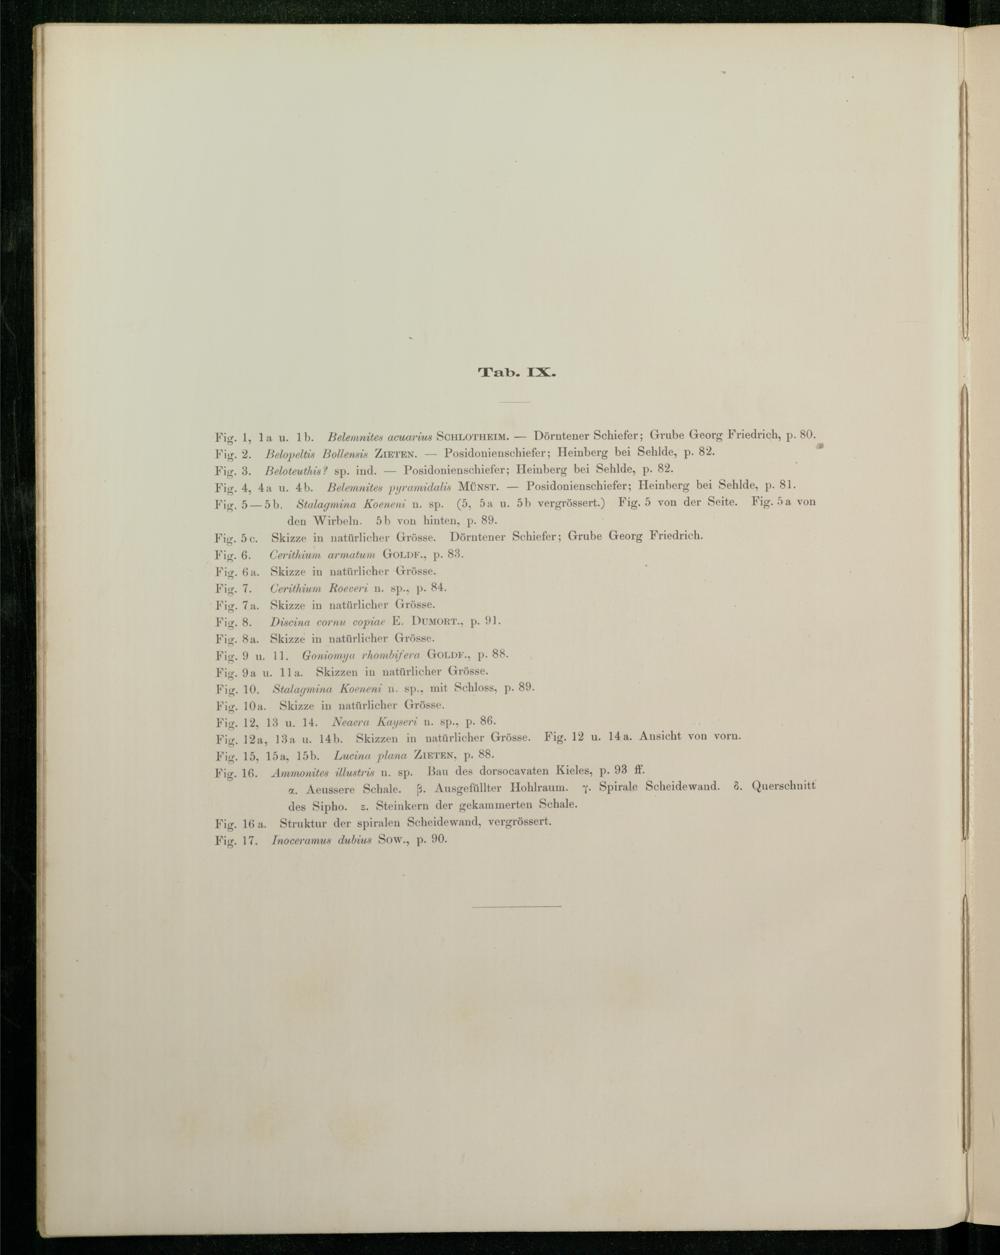 Tab. IX.
Fig. 1, 1a u. 1b. Belemnites acuarius SCHLOTHEIM. — Dörntener Schiefer; Grube Georg Friedrich, p. 80.
Fig. 2. Belopeltis Bollensis ZIETEN. — Posidonienschiefer; Heinberg bei Sehlde, p. 82.
Fig. 3. Beloteuthis? sp. ind. — Posidonienschiefer; Heinberg bei Sehlde, p. 82.
Fig. 4, 4a u. 4b. Belemnites pyramidalis MÜNST. — Posidonienschiefer; Heinberg bei Sehlde, p. 81.
Fig. 5—5b. Stalagmina Koeneni n. sp. (5, 5a u. 5b vergrössert.) Fig. 5 von der Seite. Fig. 5a von
den Wirbeln. 5b von hinten, p. 89.
Fig. 5c. Skizze in natürlicher Grösse. Dörntener Schiefer; Grube Georg Friedrich.
Fig. 6. Cerithium armatum GOLDF., p. 83.
Fig. 6a. Skizze in natürlicher Grösse.
Fig. 7. Cerithium Roeveri n. sp., p. 84.
Fig. 7a. Skizze in natürlicher Grösse.
Fig. 8. Discina cornu copiae E. DUMORT., p. 91.
Fig. 8a. Skizze in natürlicher Grösse.
Fig. 9 u. 11. Goniomya rhombifera GOLDF., p. 88.
Fig. 9a u. 11a. Skizzen in natürlicher Grösse.
Fig. 10. Stalagmina Koeneni n. sp., mit Schloss, p. 89.
Fig. 10a. Skizze in natürlicher Grösse.
Fig. 12, 13 u. 14. Neaera Kayseri n. sp., p. 86.
Fig. 12a, 13a u. 14b. Skizzen in natürlicher Grösse. Fig. 12 u. 14a. Ansicht von vorn.
Fig. 15, 15a, 15b. Lucina plana ZIETEN, p. 88.
Fig. 16. Ammonites illustris n. sp. Bau des dorsocavaten Kieles, p. 93 ff.
α. Aeussere Schale. β. Ausgefüllter Hohlraum. γ. Spirale Scheidewand. δ. Querschnitt
des Sipho. ε. Steinkern der gekammerten Schale.
Fig. 16a. Struktur der spiralen Scheidewand, vergrössert.
Fig. 17. Inoceramus dubius SOW., p. 90.